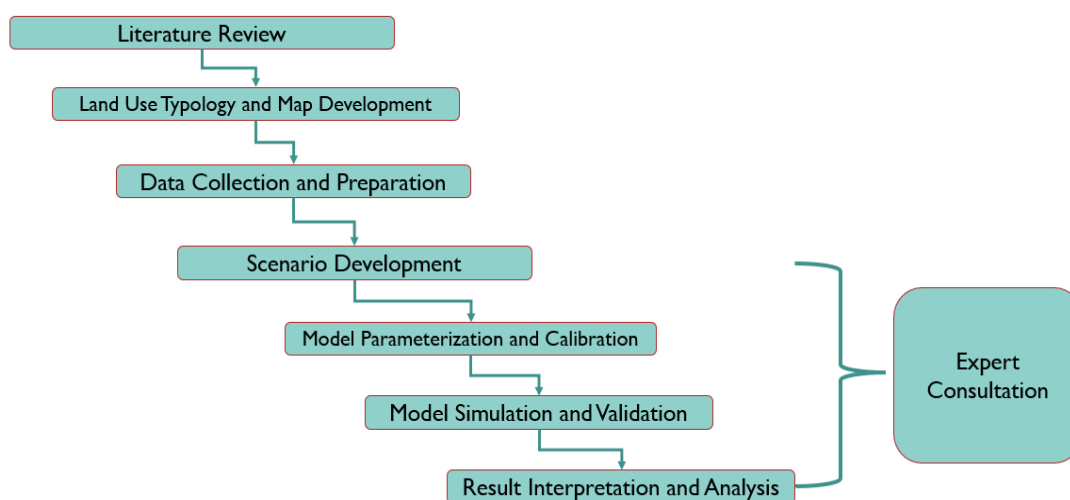 Literature Review
Land Use Typology and Map Development
Data Collection and Preparation
Scenario Development
Model Parameterization and Calibration
Model Simulation and Validation
Result Interpretation and Analysis
Expert
Consultation